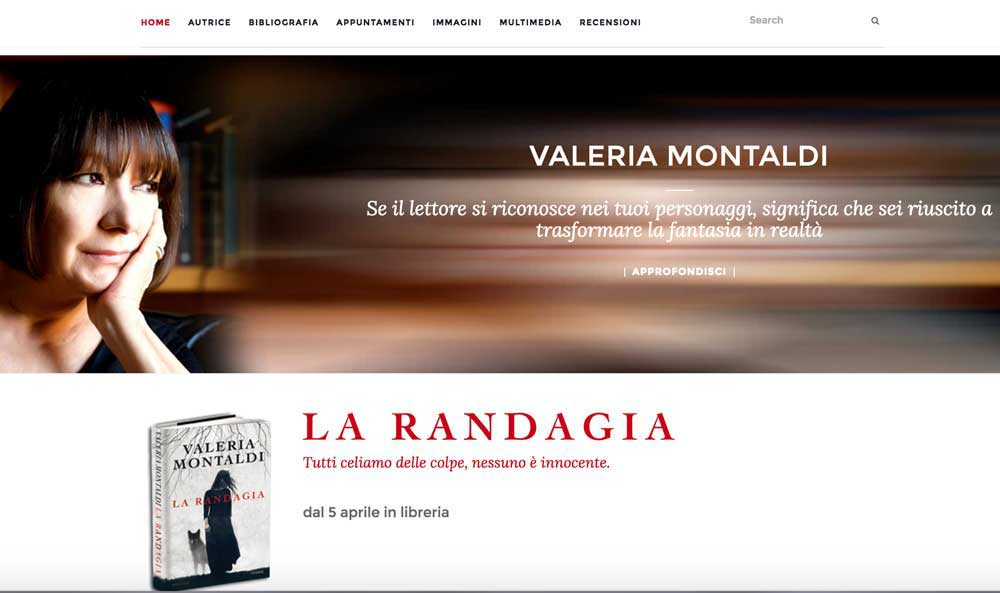 HOME AUTRICE BIBLIOGRAFIA APPUNTAMENTI IMMAGINI MULTIMEDIA RECENSIONI Search
VALERIA MONTALDI
Se il lettore si riconosce nei tuoi personaggi, significa che sei riuscito a
trasformare la fantasia in realtà
| APPROFONDISCI |
LA RANDAGIA
Tutti celiamo delle colpe, nessuno è innocente.
dal 5 aprile in libreria
VALERIA
MONTALDI
LA RANDAGIA
VALERIA MONTALDI LA RANDAGIA